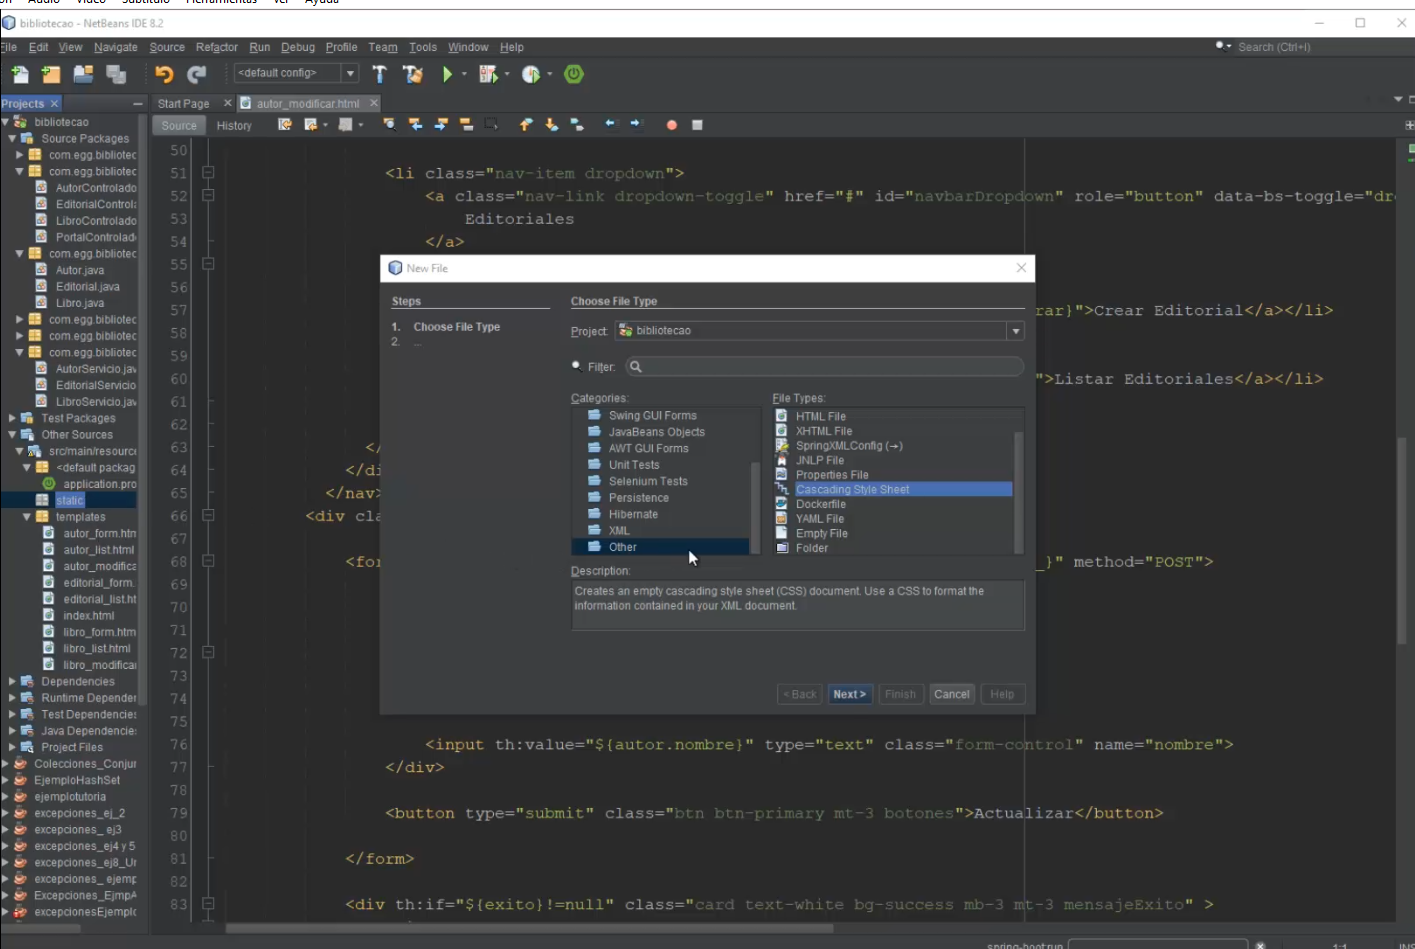 Audio Video Subtítulo Herramientas Ver Ayuda
bibliotecao - NetBeans IDE 8.2
File Edit View Navigate Source Refactor Run Debug Profile Team Tools Window Help
Search (Ctrl+I)
<default config>
Projects
Start Page
autor_modificar.html
Source History
bibliotecao
Source Packages
com.egg.bibliotec
com.egg.bibliotec
AutorControlado
EditorialControl
LibroControlado
PortalControlad
com.egg.bibliotec
Autor.java
Editorial.java
Libro.java
com.egg.bibliotec
com.egg.bibliotec
com.egg.bibliotec
AutorServicio.jav
EditorialServicio
LibroServicio.jav
Test Packages
Other Sources
src/main/resourc
<default packag
application.pro
static
templates
autor_form.htm
autor_list.html
autor_modifica
editorial_form.
editorial_list.ht
index.html
libro_form.htm
libro_list.html
libro_modifica
Dependencies
Runtime Depender
Test Dependencie
Java Dependencie
Project Files
Colecciones_Conjur
EjemploHashSet
ejemplotutoria
excepciones_ej_2
excepciones_ ej3
excepciones_ej4 y 5
excepciones_ej8_Ur
excepciones_ ejemp
Excepciones_EjmpA
excepcionesEjemplo
50
51 <li class="nav-item dropdown">
52 <a class="nav-link dropdown-toggle" href="#" id="navbarDropdown" role="button" data-bs-toggle="dr
53 Editoriales
54 </a>
55
56
57 rar}">Crear Editorial</a></li>
58
59
60 ">Listar Editoriales</a></li>
61
62
63 </
64 </di
65 </nav>
66 <div cla
67
68 <for _}" method="POST">
69
70
71
72
73
74
75
76 <input th:value="${autor.nombre}" type="text" class="form-control" name="nombre">
77 </div>
78
79 <button type="submit" class="btn btn-primary mt-3 botones">Actualizar</button>
80
81 </form>
82
83 <div th:if="${exito}!=null" class="card text-white bg-success mb-3 mt-3 mensajeExito" >
New File
Steps
1. Choose File Type
2. ...
Choose File Type
Project: bibliotecao
Filter:
Categories:
Swing GUI Forms
JavaBeans Objects
AWT GUI Forms
Unit Tests
Selenium Tests
Persistence
Hibernate
XML
Other
File Types:
HTML File
XHTML File
SpringXMLConfig (→)
JNLP File
Properties File
Cascading Style Sheet
Dockerfile
YAML File
Empty File
Folder
Description:
Creates an empty cascading style sheet (CSS) document. Use a CSS to format the
information contained in your XML document.
< Back Next > Finish Cancel Help
spring-boot:run
1:1 INS